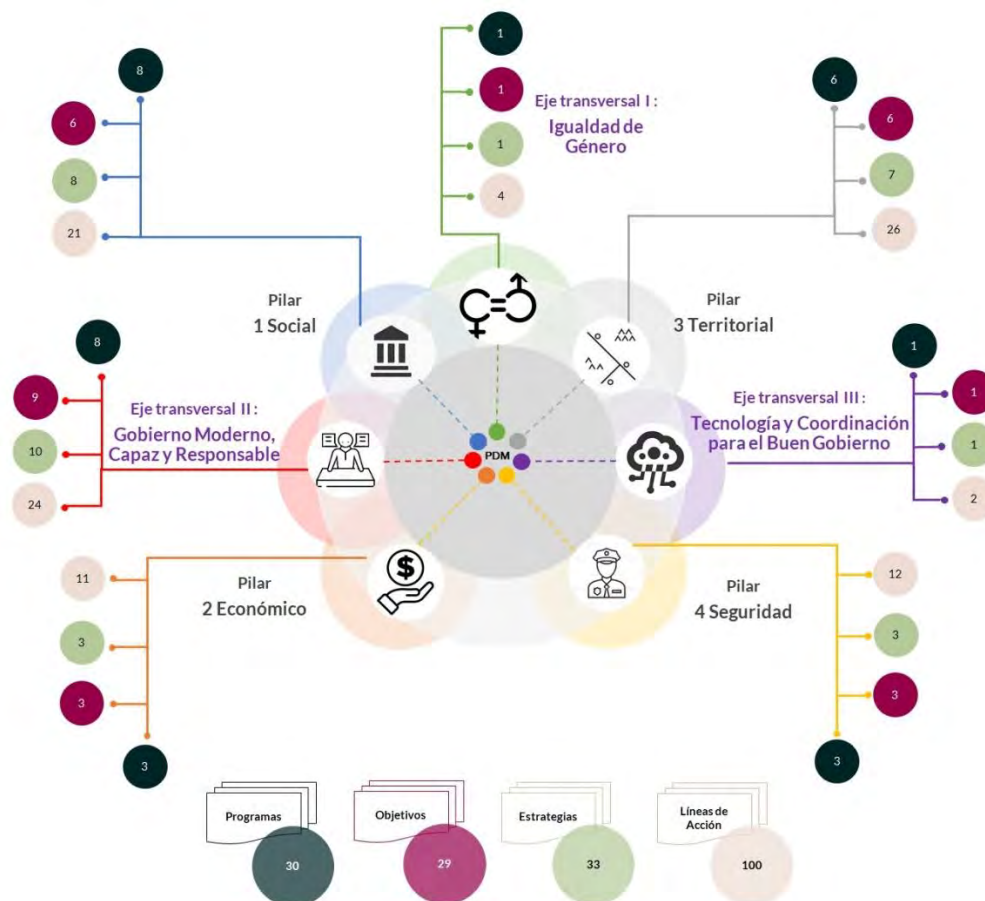 1
8
6
1
Eje transversal I :
Igualdad de
Género
6
6
1
8
7
4
21
26
Pilar
1 Social
Pilar
3 Territorial
8
1
9
Eje transversal II :
Gobierno Moderno,
Capaz y Responsable
10
24
PDM
Eje transversal III :
Tecnología y Coordinación
para el Buen Gobierno
1
1
2
$
11
Pilar
2 Económico
3
3
3
Pilar
4 Seguridad
12
3
3
3
Programas
30
Objetivos
29
Estrategias
33
Líneas de
Acción
100